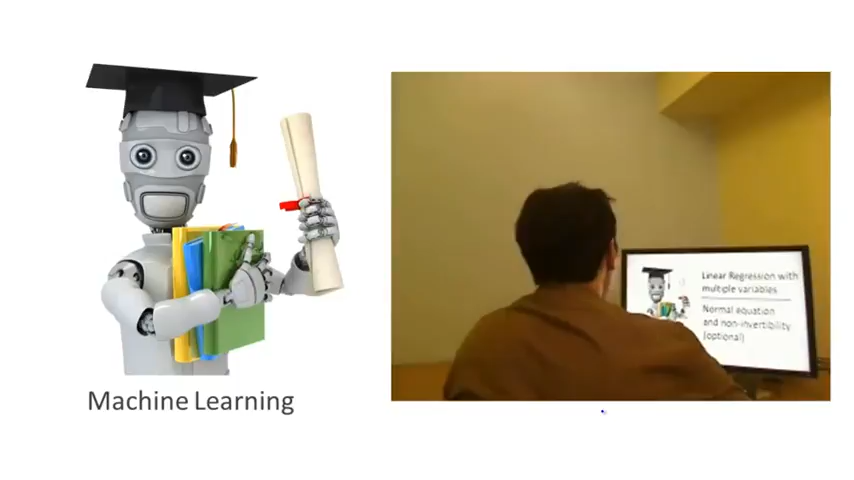 Machine Learning
Linear Regression with
multiple variables
Normal equation
and non-invertibility
(optional)